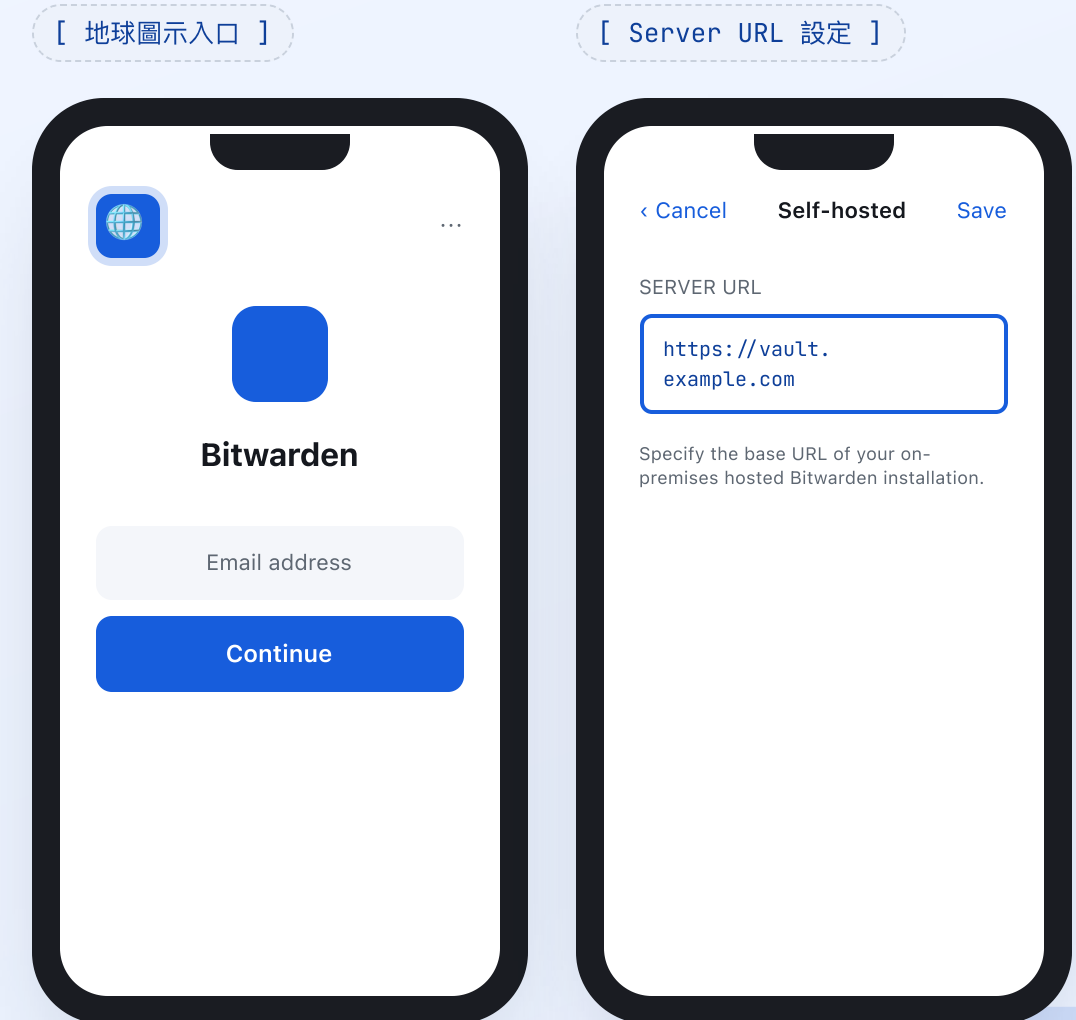 [ 地球圖示入口 ]
🌐
...
Bitwarden
Email address
Continue
[ Server URL 設定 ]
‹ Cancel
Self-hosted
Save
SERVER URL
https://vault.
example.com
Specify the base URL of your on-
premises hosted Bitwarden installation.